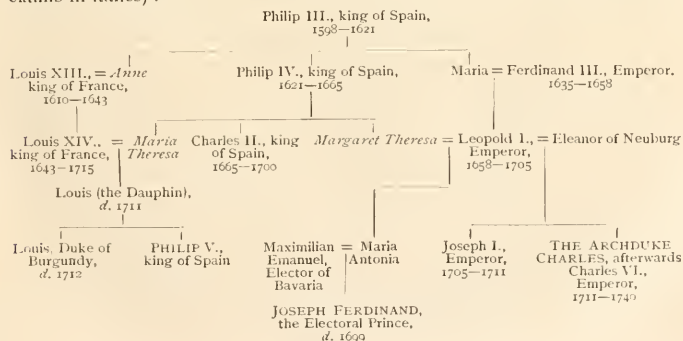 Philip III., king of Spain,
1598—1621
Louis XIII., = Anne
king of France,
1610—1643
Philip IV., king of Spain,
1621—1665
Maria = Ferdinand III., Emperor.
1635—1658
Louis XIV., = Maria Theresa
king of France,
1643—1715
Charles II., king
of Spain,
1665—1700
Margaret Theresa = Leopold I., = Eleanor of Neuburg
Emperor,
1658—1705
Louis (the Dauphin),
d. 1711
Louis, Duke of
Burgundy,
d. 1712
PHILIP V.,
king of Spain
Maximilian = Maria
Emanuel, Antonia
Elector of
Bavaria
Joseph I.,
Emperor,
1705—1711
THE ARCHDUKE
CHARLES, afterwards
Charles VI.,
Emperor,
1711—1740
JOSEPH FERDINAND,
the Electoral Prince,
d. 1699